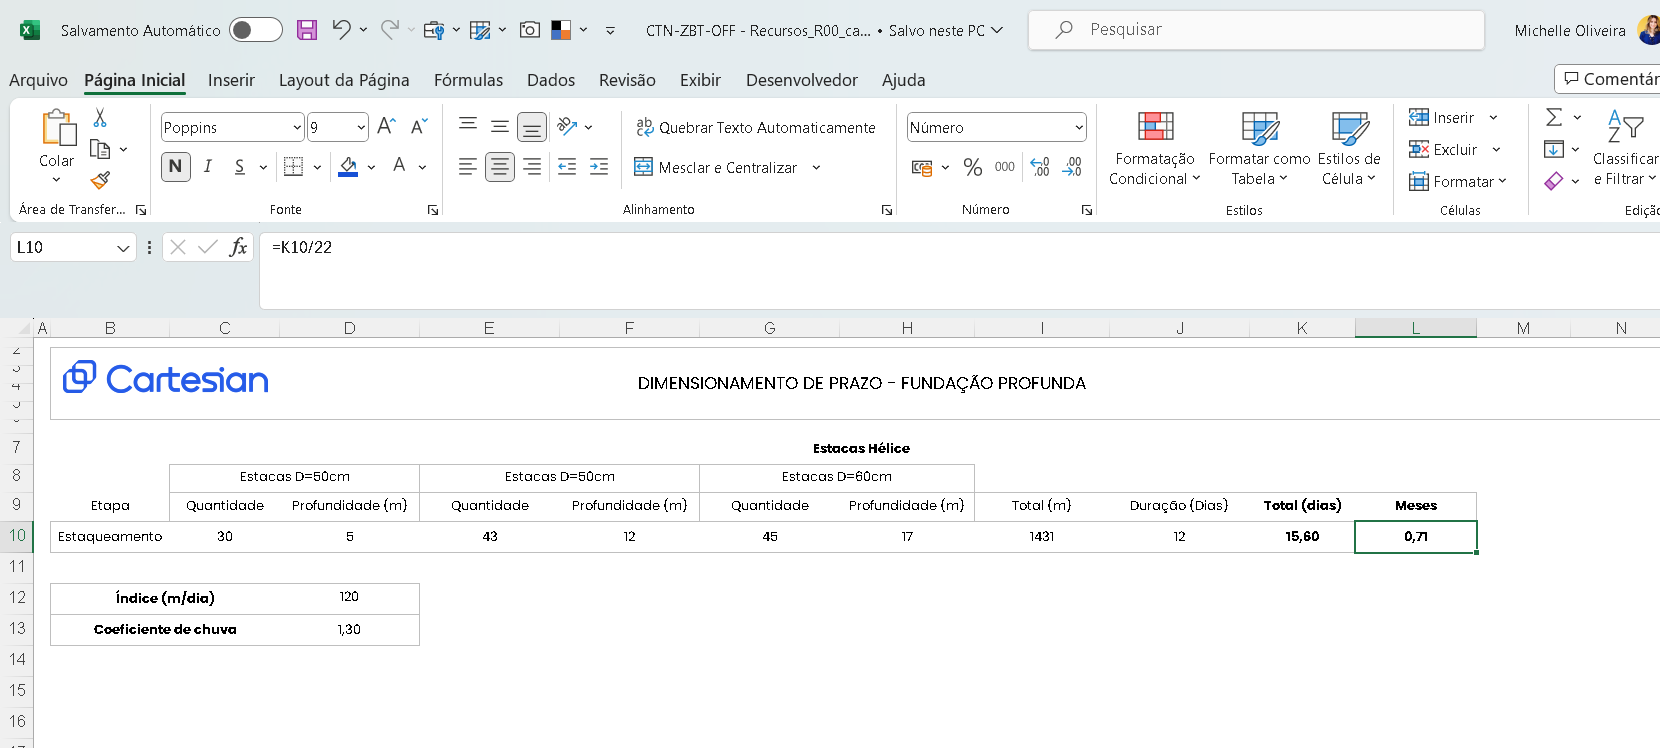 Salvamento Automático
CTN-ZBT-OFF - Recursos_R00_ca... • Salvo neste PC
Pesquisar
Michelle Oliveira
Arquivo Página Inicial Inserir Layout da Página Fórmulas Dados Revisão Exibir Desenvolvedor Ajuda
Comentár
Colar
Área de Transfer...
Poppins 9
N I S A
Fonte
Quebrar Texto Automaticamente
Mesclar e Centralizar
Alinhamento
Número
% 000
Número
Formatação Condicional
Formatar como Tabela
Estilos de Célula
Estilos
Inserir
Excluir
Formatar
Células
Classificar e Filtrar
Ediçã
L10 fx =K10/22
A B C D E F G H I J K L M N
Cartesian
DIMENSIONAMENTO DE PRAZO - FUNDAÇÃO PROFUNDA
7 Estacas Hélice
8 Estacas D=50cm Estacas D=50cm Estacas D=60cm
9 Etapa Quantidade Profundidade (m) Quantidade Profundidade (m) Quantidade Profundidade (m) Total (m) Duração (Dias) Total (dias) Meses
10 Estaqueamento 30 5 43 12 45 17 1431 12 15,60 0,71
11
12 Índice (m/dia) 120
13 Coeficiente de chuva 1,30
14
15
16